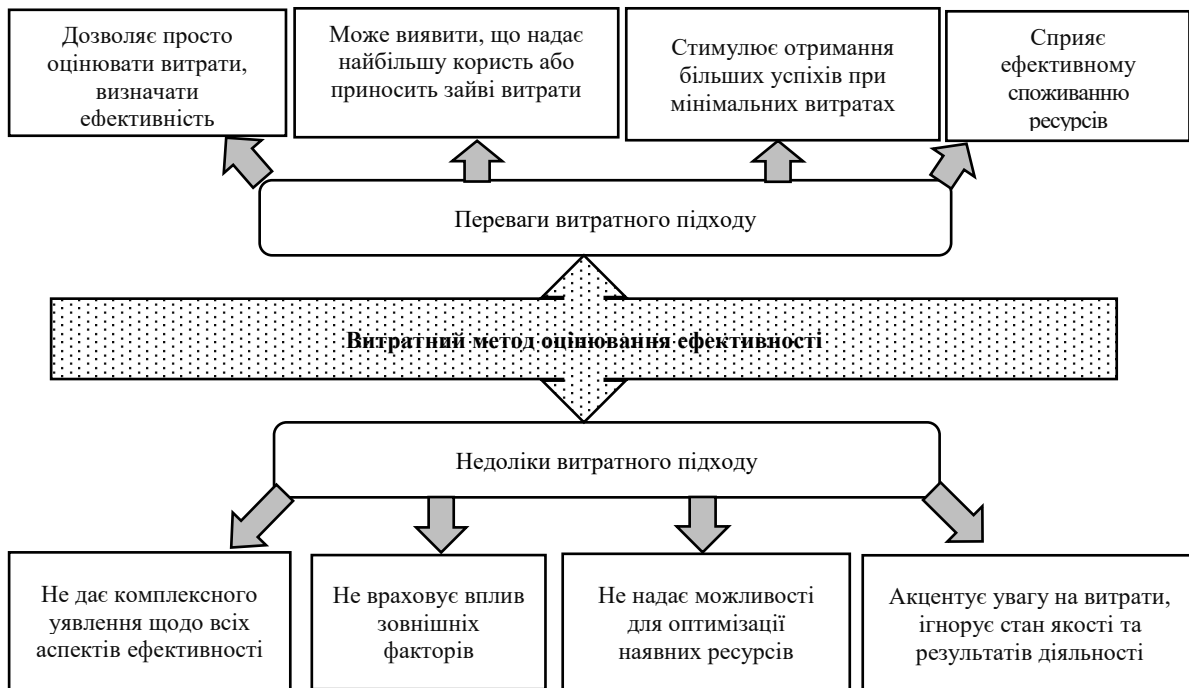 Дозволяє просто
оцінювати витрати,
визначати
ефективність
Може виявити, що надає
найбільшу користь або
приносить зайві витрати
Стимулює отримання
більших успіхів при
мінімальних витратах
Сприяє
ефективному
споживанню
ресурсів
Переваги витратного підходу
Витратний метод оцінювання ефективності
Недоліки витратного підходу
Не дає комплексного
уявлення щодо всіх
аспектів ефективності
Не враховує вплив
зовнішніх
факторів
Не надає можливості
для оптимізації
наявних ресурсів
Акцентує увагу на витрати,
ігнорує стан якості та
результатів діяльності